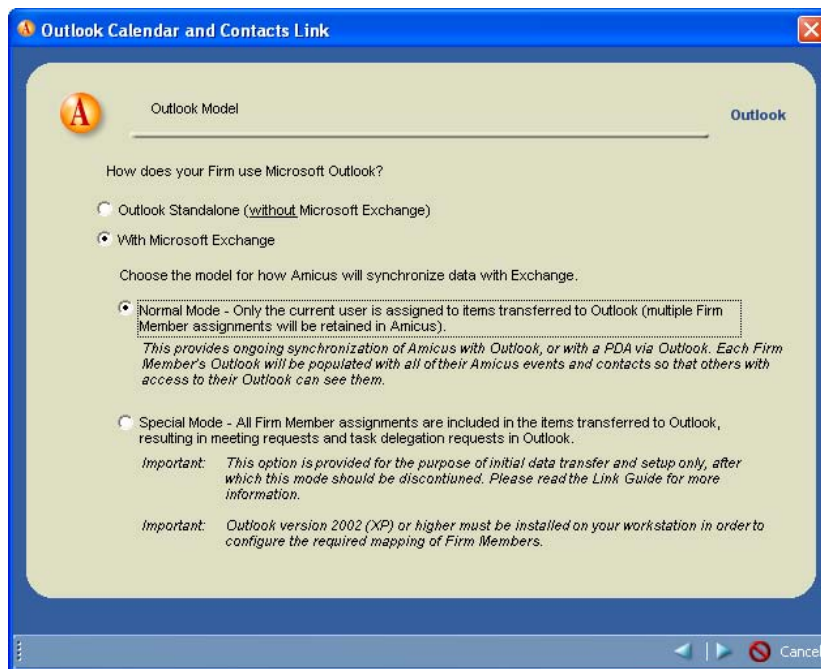 Outlook Calendar and Contacts Link
A
Outlook Model
Outlook
How does your Firm use Microsoft Outlook?
Outlook Standalone (without Microsoft Exchange)
With Microsoft Exchange
Choose the model for how Amicus will synchronize data with Exchange.
Normal Mode - Only the current user is assigned to items transferred to Outlook (multiple Firm
Member assignments will be retained in Amicus).
This provides ongoing synchronization of Amicus with Outlook, or with a PDA via Outlook. Each Firm
Member's Outlook will be populated with all of their Amicus events and contacts so that others with
access to their Outlook can see them.
Special Mode - All Firm Member assignments are included in the items transferred to Outlook,
resulting in meeting requests and task delegation requests in Outlook.
Important: This option is provided for the purpose of initial data transfer and setup only, after
which this mode should be discontiuned. Please read the Link Guide for more
information.
Important: Outlook version 2002 (XP) or higher must be installed on your workstation in order to
configure the required mapping of Firm Members.
Cancel